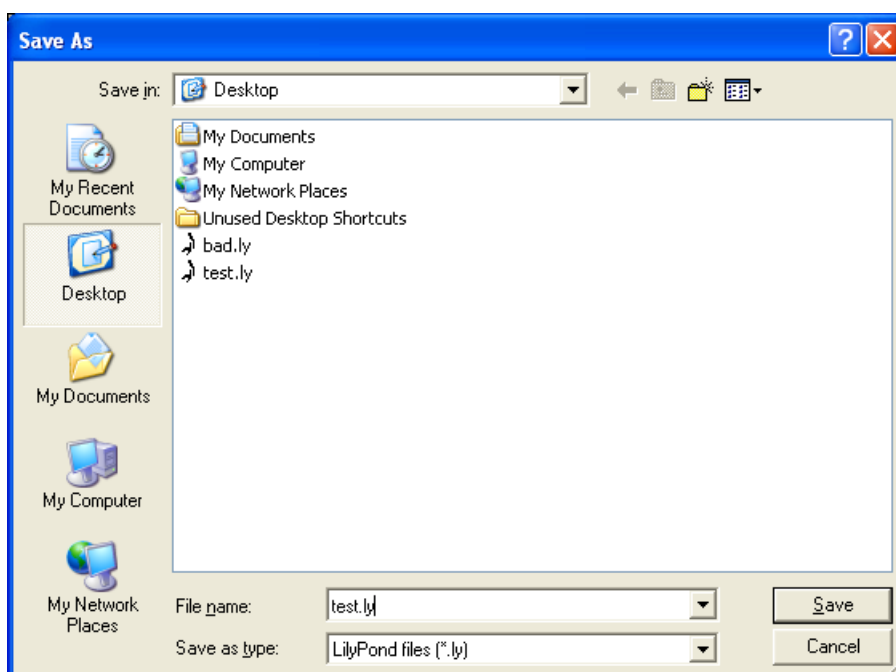 Save As
Save in:
Desktop
My Recent
Documents
Desktop
My Documents
My Computer
My Network
Places
My Documents
My Computer
My Network Places
Unused Desktop Shortcuts
bad.ly
test.ly
File name:
test.ly
Save
Save as type:
LilyPond files (*.ly)
Cancel